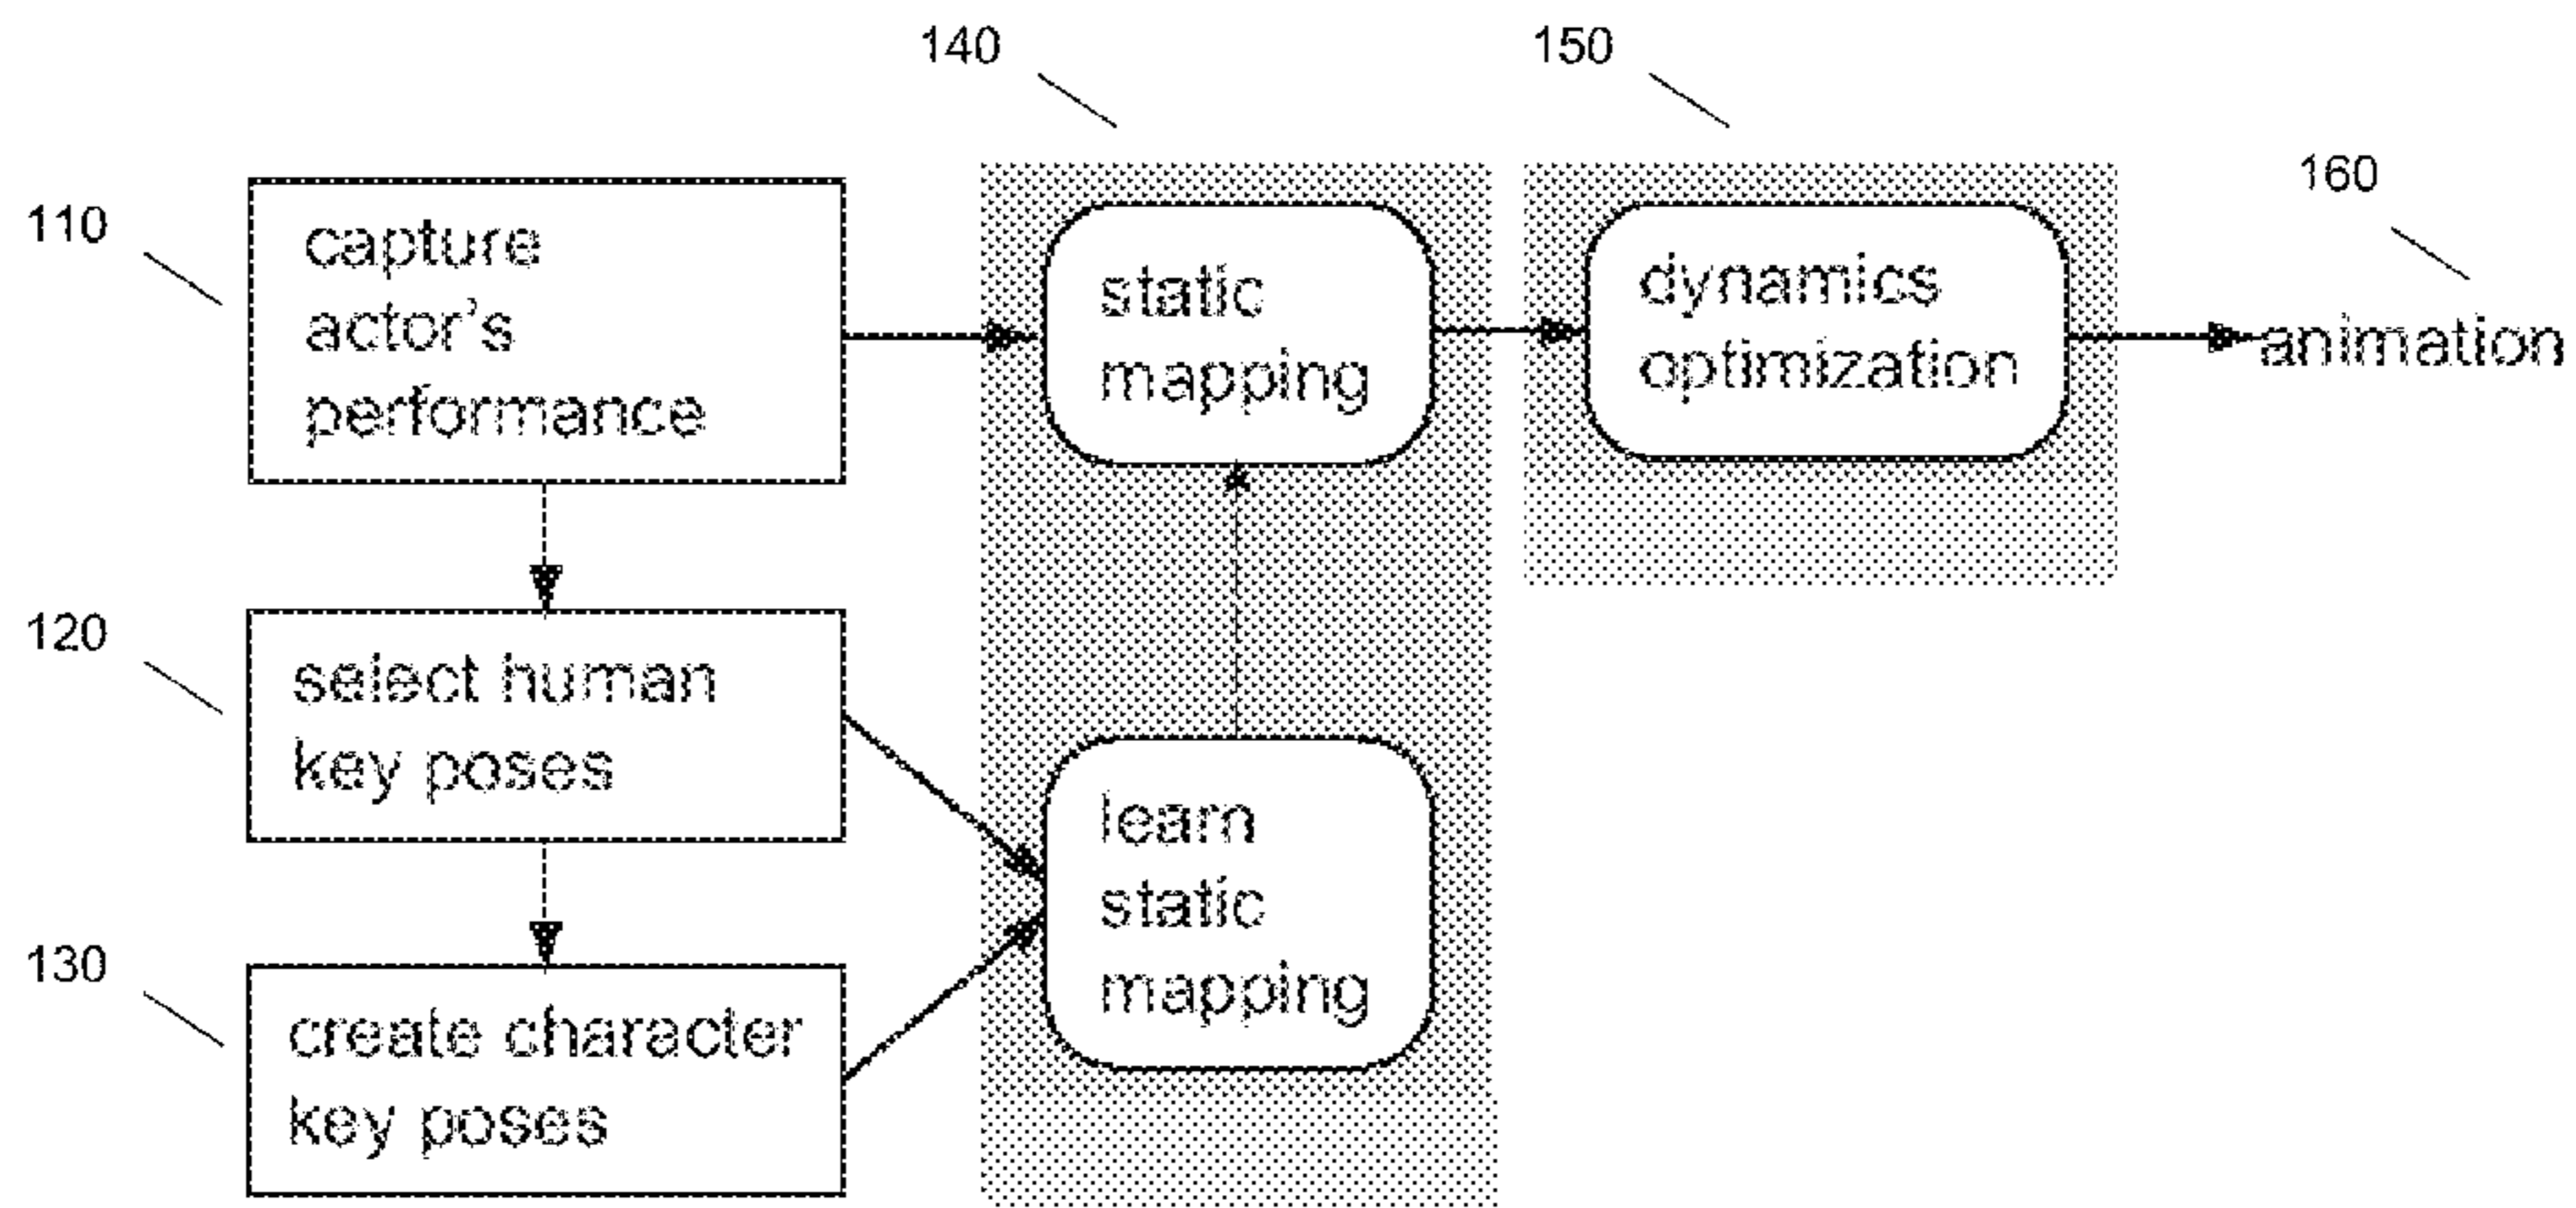 140
150
160
110
capture
actor's
performance
static
mapping
dynamics
optimization
animation
120
select human
key poses
learn
static
mapping
130
create character
key poses